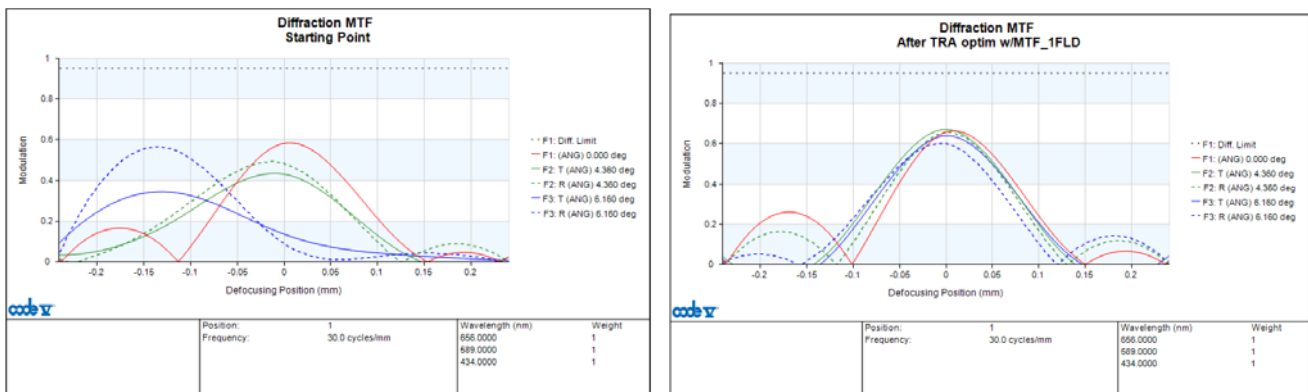 Diffraction MTF
Starting Point
1
0.8
0.6
0.4
0.2
0
Modulation
-0.2 -0.15 -0.1 -0.05 0 0.05 0.1 0.15 0.2
Defocusing Position (mm)
F1: Diff. Limit
F1: (ANG) 0.000 deg
F2: T (ANG) 4.360 deg
F2: R (ANG) 4.360 deg
F3: T (ANG) 6.160 deg
F3: R (ANG) 6.160 deg
code V
Position: 1
Frequency: 30.0 cycles/mm
Wavelength (nm) Weight
656.0000 1
589.0000 1
434.0000 1
Diffraction MTF
After TRA optim w/MTF_1FLD
1
0.8
0.6
0.4
0.2
0
Modulation
-0.2 -0.15 -0.1 -0.05 0 0.05 0.1 0.15 0.2
Defocusing Position (mm)
F1: Diff. Limit
F1: (ANG) 0.000 deg
F2: T (ANG) 4.360 deg
F2: R (ANG) 4.360 deg
F3: T (ANG) 6.160 deg
F3: R (ANG) 6.160 deg
code V
Position: 1
Frequency: 30.0 cycles/mm
Wavelength (nm) Weight
656.0000 1
589.0000 1
434.0000 1